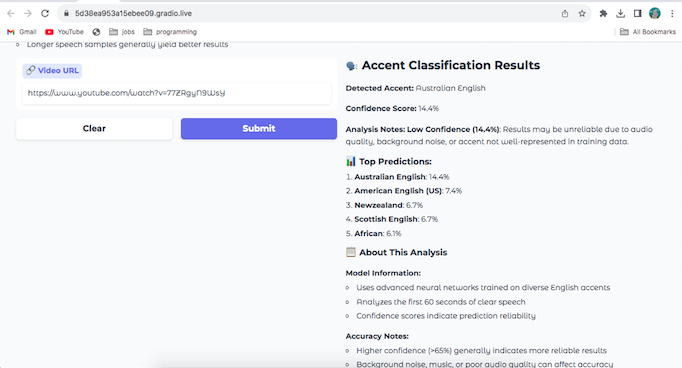 5d38ea953a15ebee09.gradio.live
Gmail
YouTube
jobs
programming
All Bookmarks
Longer speech samples generally yield better results
Video URL
https://www.youtube.com/watch?v=77ZRgyN9WsY
Clear
Submit
Accent Classification Results
Detected Accent: Australian English
Confidence Score: 14.4%
Analysis Notes: Low Confidence (14.4%): Results may be unreliable due to audio
quality, background noise, or accent not well-represented in training data.
Top Predictions:
1. Australian English: 14.4%
2. American English (US): 7.4%
3. Newzealand: 6.7%
4. Scottish English: 6.7%
5. African: 6.1%
About This Analysis
Model Information:
Uses advanced neural networks trained on diverse English accents
Analyzes the first 60 seconds of clear speech
Confidence scores indicate prediction reliability
Accuracy Notes:
Higher confidence (>65%) generally indicates more reliable results
Background noise, music, or poor audio quality can affect accuracy